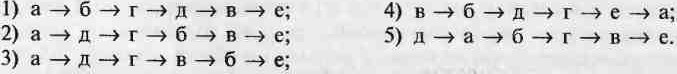 1) а → б → г → д → в → е;
2) а → д → г → б → в → е;
3) а → д → г → в → б → е;
4) в → б → д → г → е → а;
5) д → а → б → г → в → е.